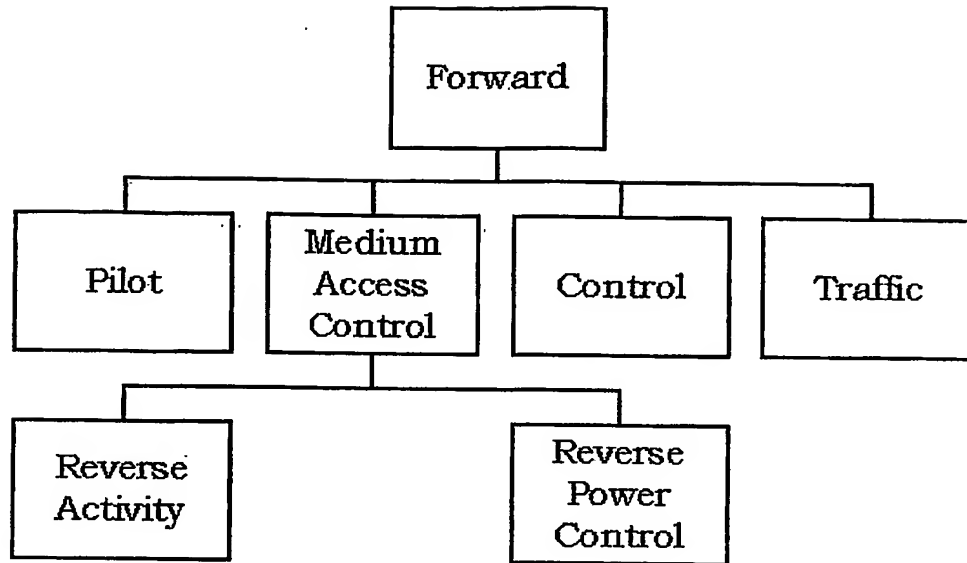 Forward
Pilot
Medium
Access
Control
Control
Traffic
Reverse
Activity
Reverse
Power
Control